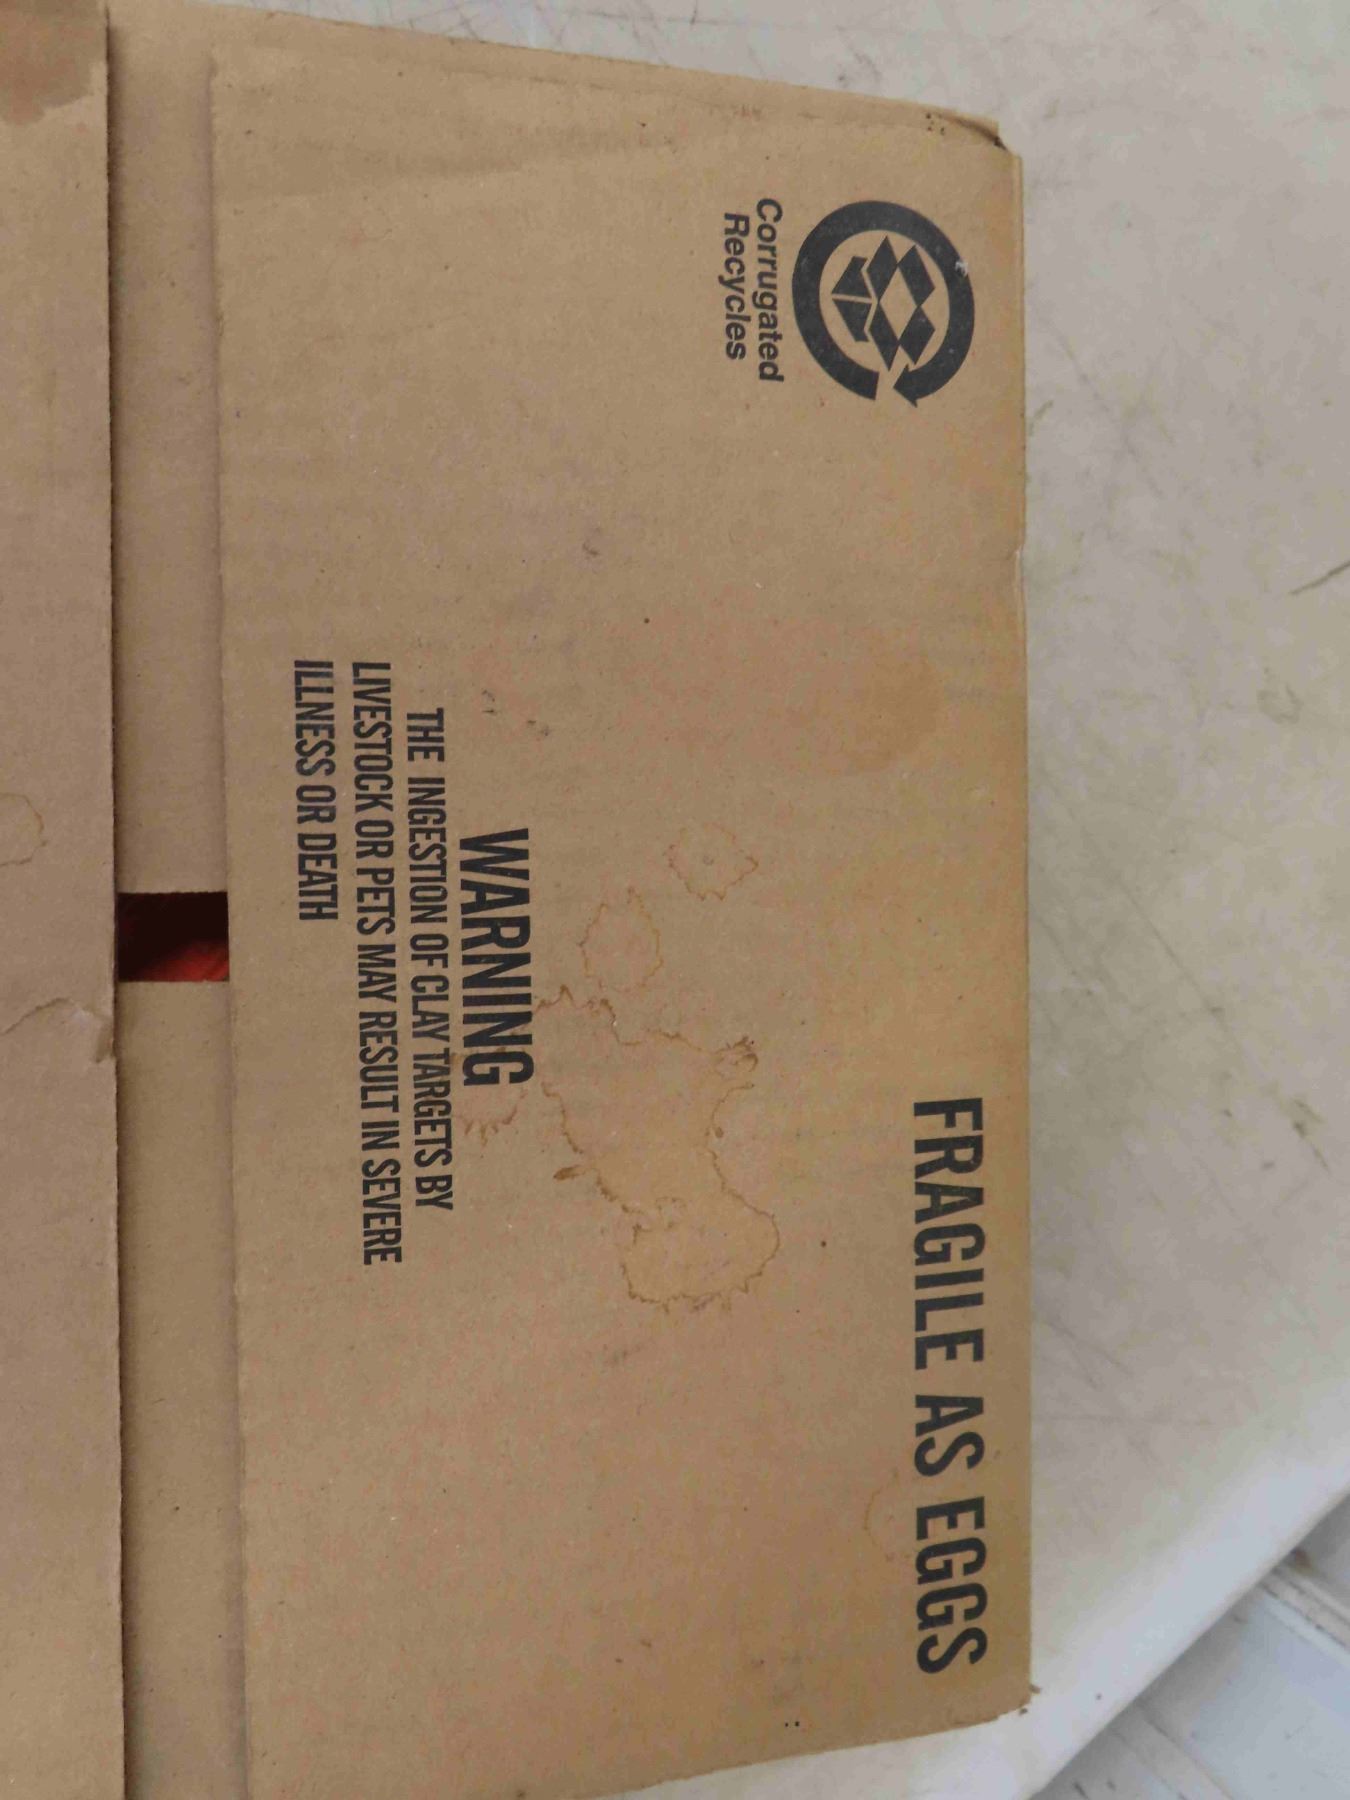 Corrugated
Recycles
FRAGILE AS EGGS
WARNING
THE INGESTION OF CLAY TARGETS BY
LIVESTOCK OR PETS MAY RESULT IN SEVERE
ILLNESS OR DEATH